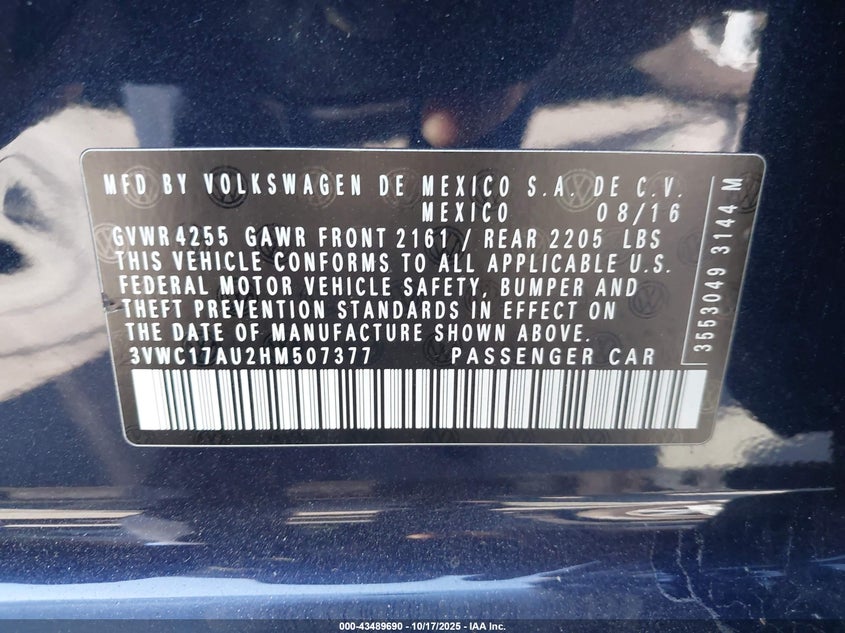 MFD BY VOLKSWAGEN DE MEXICO S.A. DE C.V.
MEXICO 08/16
GVWR 4255 GAWR FRONT 2161 / REAR 2205 LBS
THIS VEHICLE CONFORMS TO ALL APPLICABLE U.S.
FEDERAL MOTOR VEHICLE SAFETY, BUMPER AND
THEFT PREVENTION STANDARDS IN EFFECT ON
THE DATE OF MANUFACTURE SHOWN ABOVE.
3VWC17AU2HM507377 PASSENGER CAR
3553049 3144 M
000-43489690 - 10/17/2025 - IAA Inc.